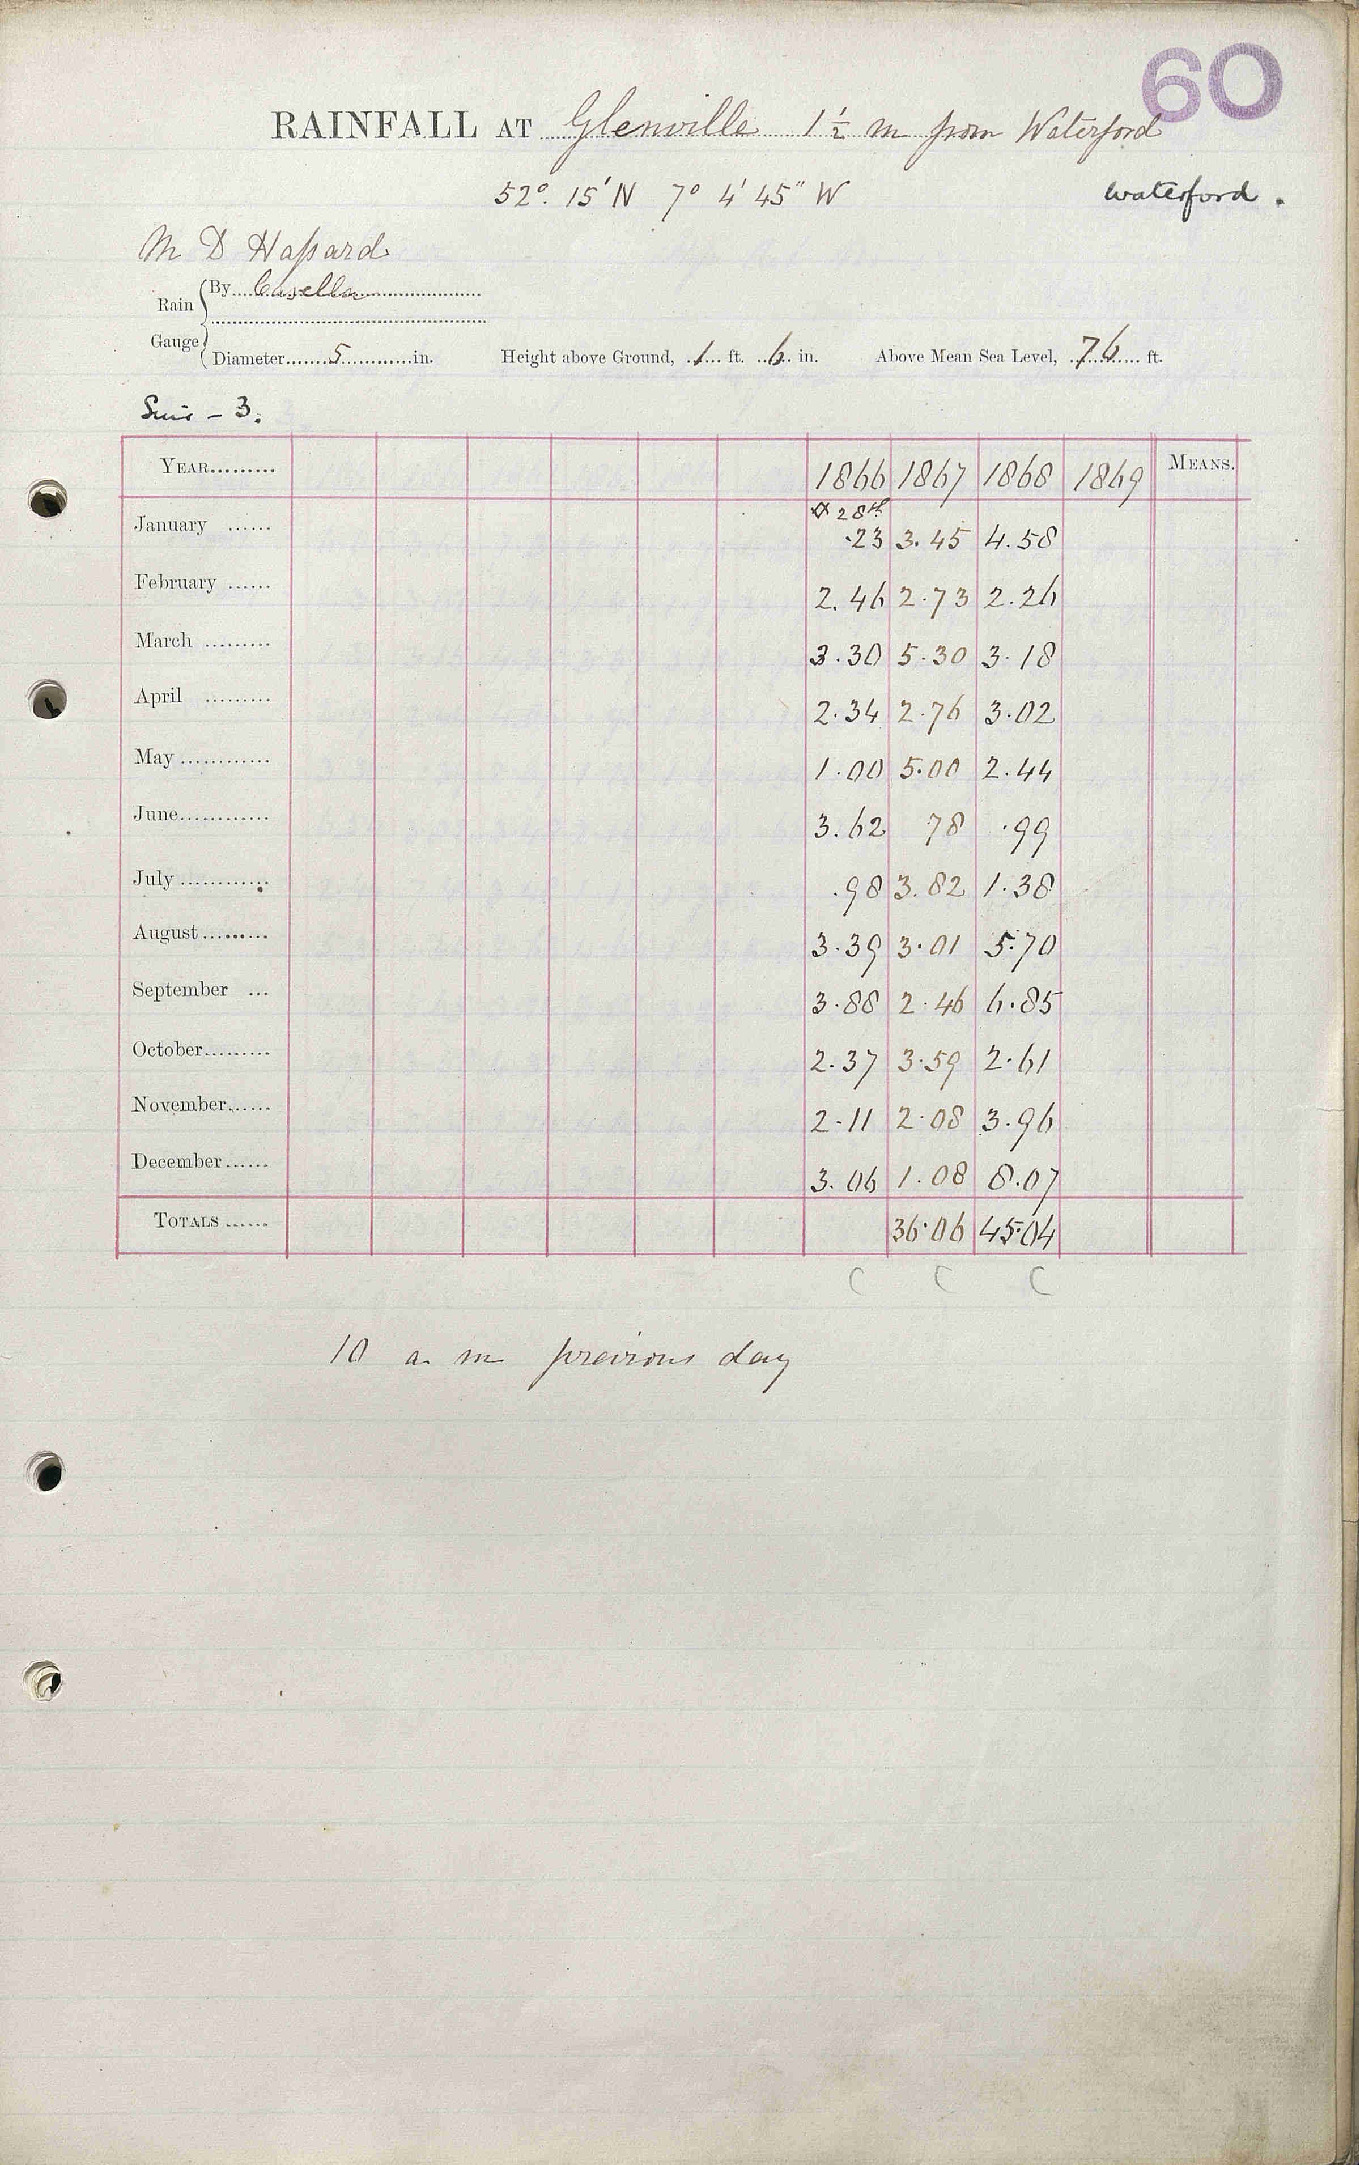 60
RAINFALL AT Glenville 1½ m from Waterford
52°. 15' N 7° 4' 45" W
Waterford.
M D Hassard
Rain Gauge
By Casella
Diameter 5 in. Height above Ground, 1 ft. 6 in. Above Mean Sea Level, 76 ft.
Suir - 3.
YEAR 1866 1867 1868 1869 MEANS.
28th
January ·23 3.45 4.58
February 2.46 2.73 2.26
March 3.30 5.30 3.18
April 2.34 2.76 3.02
May 1.00 5.00 2.44
June 3.62 78 ·99
July .98 3.82 1.38
August 3.39 3.01 5.70
September 3.88 2.46 6.85
October 2.37 3.59 2.61
November 2.11 2.08 3.96
December 3.06 1.08 8.07
TOTALS 36.06 45.04
C C C
10 a. m previous day